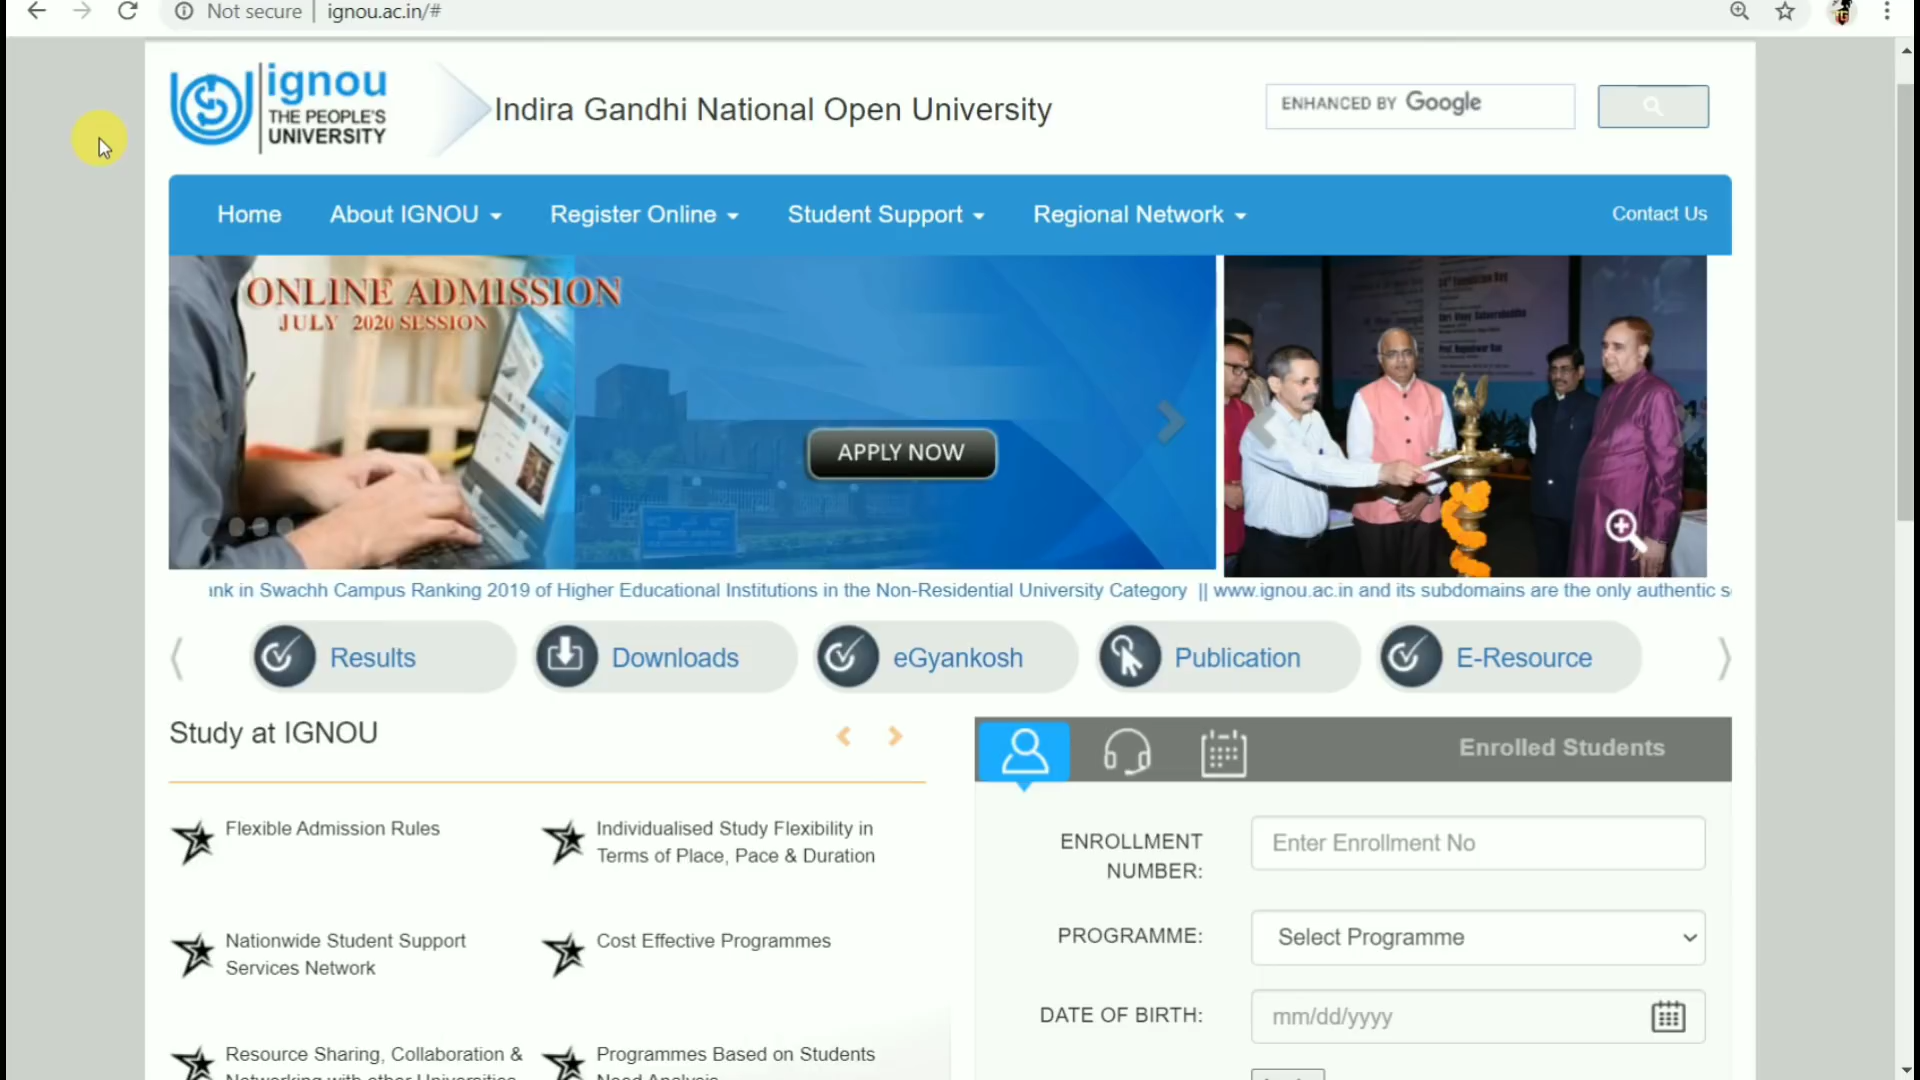 Not secure | ignou.ac.in/#
ignou
THE PEOPLE'S
UNIVERSITY
Indira Gandhi National Open University
ENHANCED BY Google
Home About IGNOU Register Online Student Support Regional Network Contact Us
ONLINE ADMISSION
JULY 2020 SESSION
APPLY NOW
in Swachh Campus Ranking 2019 of Higher Educational Institutions in the Non-Residential University Category || www.ignou.ac.in and its subdomains are the only authentic
Results Downloads eGyankosh Publication E-Resource
Study at IGNOU
Enrolled Students
Flexible Admission Rules
Individualised Study Flexibility in
Terms of Place, Pace & Duration
Nationwide Student Support
Services Network
Cost Effective Programmes
Resource Sharing, Collaboration &
Programmes Based on Students
ENROLLMENT
NUMBER:
Enter Enrollment No
PROGRAMME:
Select Programme
DATE OF BIRTH:
mm/dd/yyyy